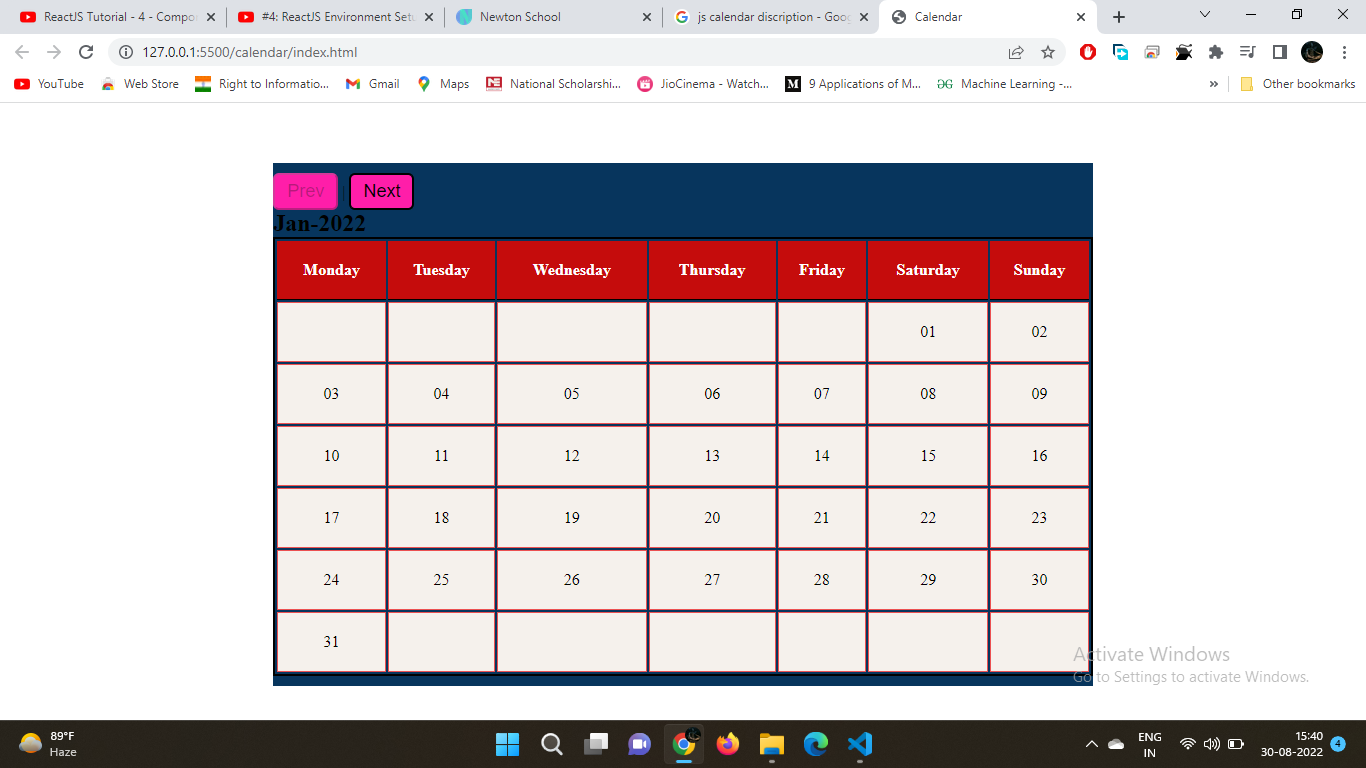 ReactJS Tutorial - 4 - Compo
#4: ReactJS Environment Setu
Newton School
js calendar discription - Goog
Calendar
127.0.0.1:5500/calendar/index.html
YouTube
Web Store
Right to Informatio...
Gmail
Maps
National Scholarshi...
JioCinema - Watch...
M
9 Applications of M...
Machine Learning -...
»
Other bookmarks
Prev | Next
Jan-2022
Monday Tuesday Wednesday Thursday Friday Saturday Sunday
01 02
03 04 05 06 07 08 09
10 11 12 13 14 15 16
17 18 19 20 21 22 23
24 25 26 27 28 29 30
31
Activate Windows
Go to Settings to activate Windows.
89°F
Haze
ENG
IN
15:40
30-08-2022
4